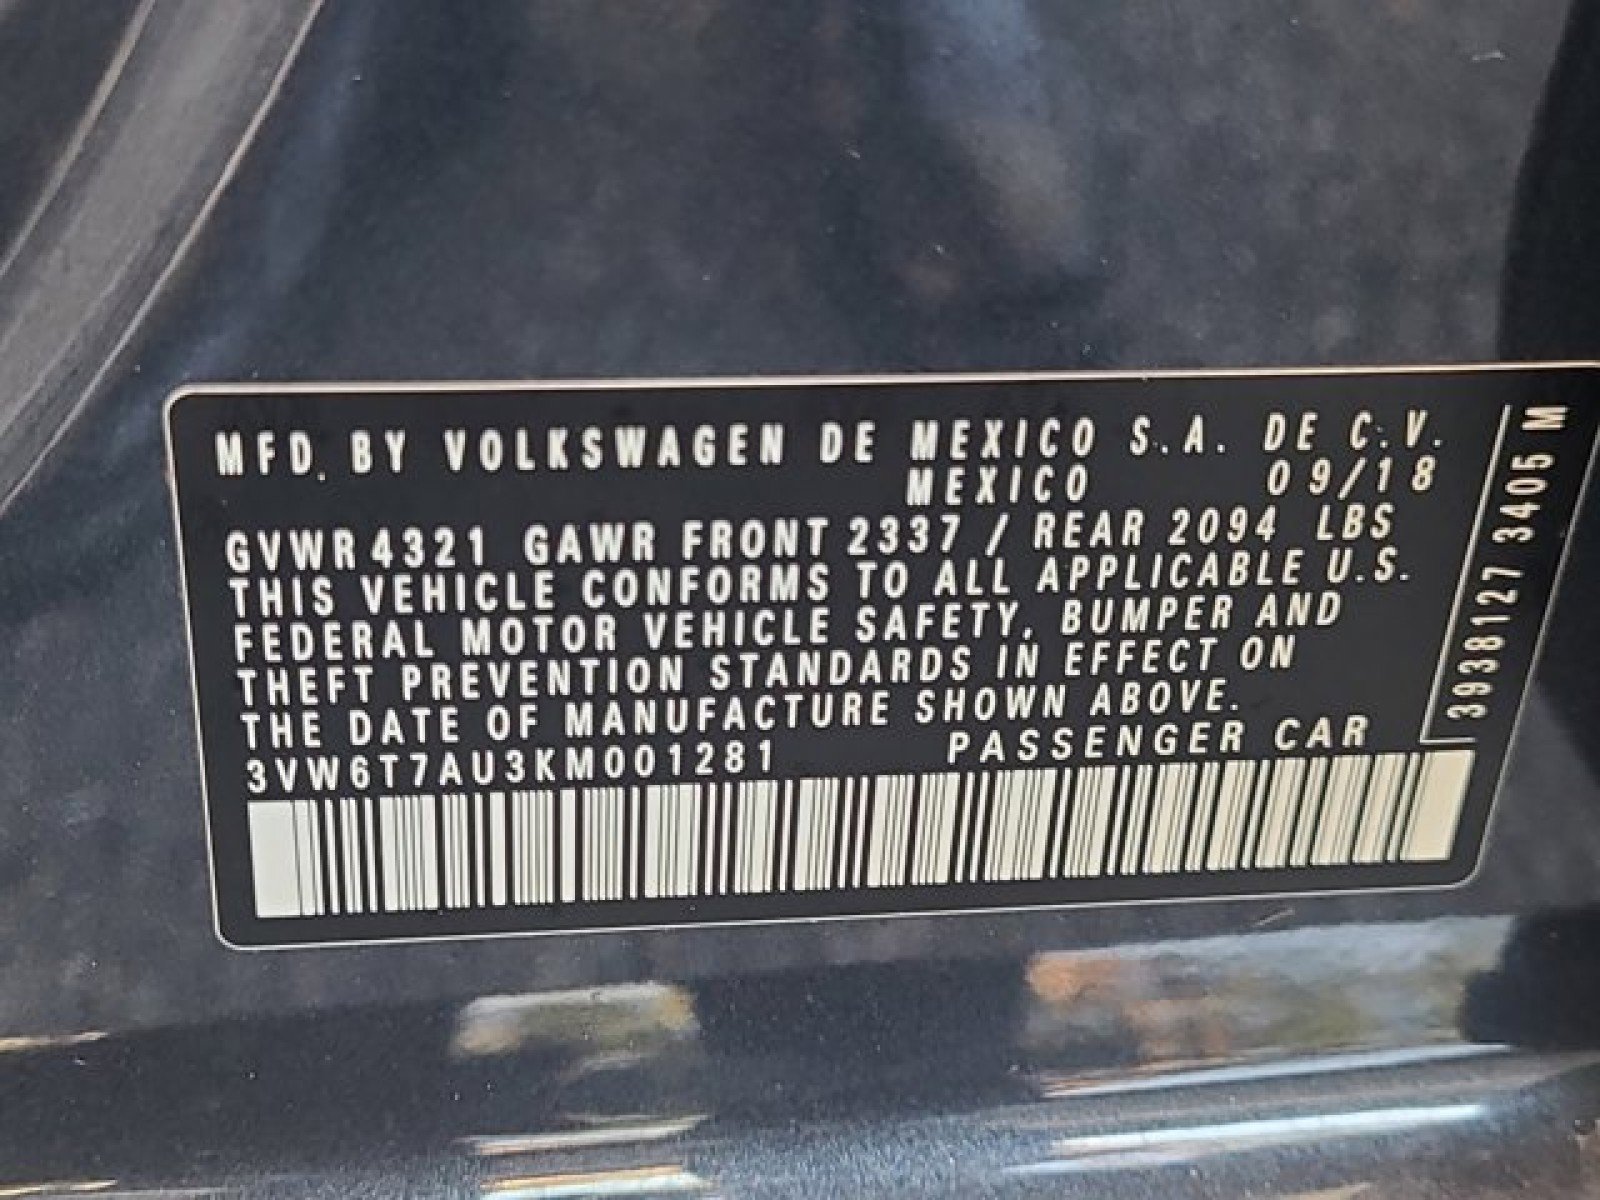 MFD. BY VOLKSWAGEN DE MEXICO S.A. DE C.V.
MEXICO 09/18
GVWR 4321 GAWR FRONT 2337 / REAR 2094 LBS
THIS VEHICLE CONFORMS TO ALL APPLICABLE U.S.
FEDERAL MOTOR VEHICLE SAFETY, BUMPER AND
THEFT PREVENTION STANDARDS IN EFFECT ON
THE DATE OF MANUFACTURE SHOWN ABOVE.
3VW6T7AU3KM001281 PASSENGER CAR
3938127 3405 M